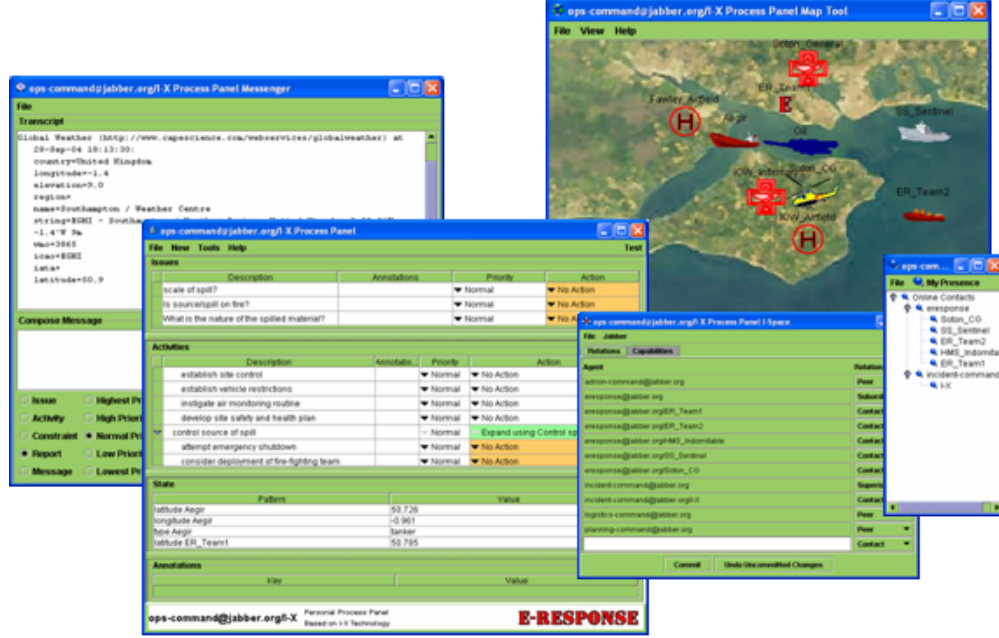 ops-command@jabber.org/I-X Process Panel Map Tool
File View Help
Soton_General
ER_Team1
E
Fawley_Airfield
H
Aegir
Oil
SS_Sentinel
Soton_CG
ER_Team2
IOW_Airfield
H
ops-command@jabber.org/I-X Process Panel Messenger
File
Transcript
Global Weather (http://www.capescience.com/webservices/globalweather) at
28-Sep-04 18:13:30:
country=United Kingdom
longitude=-1.4
elevation=9.0
region=
name=Southampton / Weather Centre
-1.4'W 9m
wmo=3865
icao=EGHI
iata=
latitude=50.9
Compose Message
Issue
Activity
Constraint
Report
Message
ops-command@jabber.org/I-X Process Panel
File New Tools Help Test
Issues
Description Annotations Priority Action
scale of spill? Normal No Action
Is source/spill on fire? Normal No Action
What is the nature of the spilled material? Normal
Activities
Description Priority Action
establish site control Normal No Action
establish vehicle restrictions Normal No Action
instigate air monitoring routine Normal No Action
develop site safety and health plan Normal No Action
control source of spill Normal Expand using Control
attempt emergency shutdown Normal No Action
consider deployment of fire-fighting team Normal No Action
State
Pattern Value
latitude Aegir 50.726
longitude Aegir -0.961
type Aegir tanker
latitude ER_Team1 50.785
Annotations
Key Value
ops-command@jabber.org/I-X Personal Process Panel
Based on I-X Technology
E-RESPONSE
ops-command@jabber.org/I-X Process Panel I-Space
File Jabber
Relations Capabilities
Agent
admin-command@jabber.org Peer
eresponse@jabber.org
eresponse@jabber.org/ER_Team1 Contact
eresponse@jabber.org/ER_Team2 Contact
eresponse@jabber.org/HMS_Indomitable Contact
eresponse@jabber.org/SS_Sentinel Contact
eresponse@jabber.org/Soton_CG Contact
incident-command@jabber.org
incident-command@jabber.org/I-X Contact
logistics-command@jabber.org Peer
planning-command@jabber.org Peer
Contact
Commit Undo Uncommitted Changes
ops-com...
File My Presence
Online Contacts
eresponse
Soton_CG
SS_Sentinel
ER_Team2
ER_Team1
incident-command
I-X